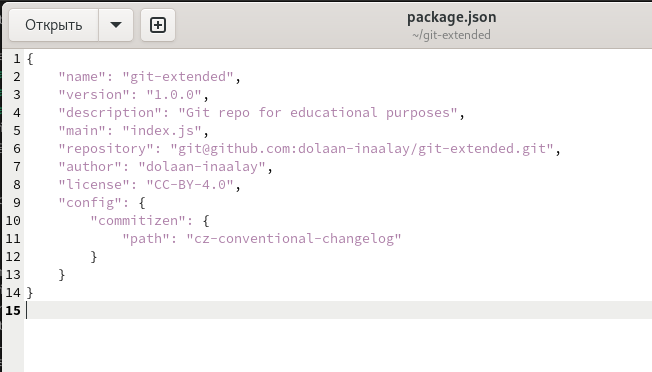 Открыть
package.json
~/git-extended
1 {
2     "name": "git-extended",
3     "version": "1.0.0",
4     "description": "Git repo for educational purposes",
5     "main": "index.js",
6     "repository": "git@github.com:dolaan-inaalay/git-extended.git",
7     "author": "dolaan-inaalay",
8     "license": "CC-BY-4.0",
9     "config": {
10         "commitizen": {
11             "path": "cz-conventional-changelog"
12         }
13     }
14 }
15